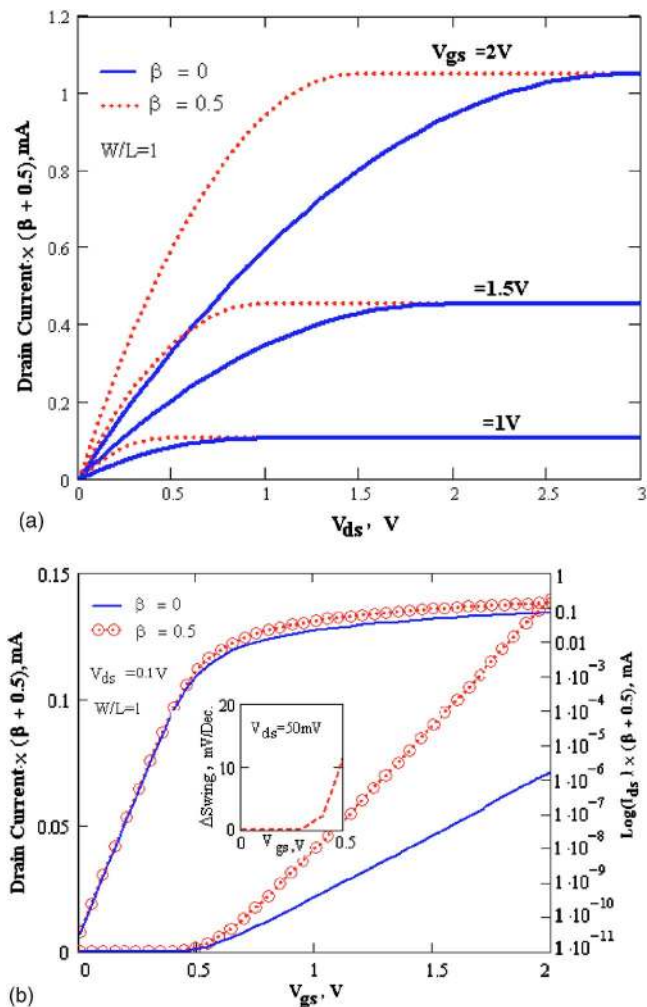 1.2
1
0.8
0.6
0.4
0.2
0
Drain Current × (β + 0.5), mA
β = 0
β = 0.5
W/L=1
Vgs =2V
=1.5V
=1V
0 0.5 1 1.5 2 2.5 3
Vds , V
(a)
0.15
0.1
0.05
0
Drain Current × (β + 0.5), mA
β = 0
β = 0.5
Vds =0.1V
W/L=1
20
10
0
ΔSwing, mV/Dec.
Vds=50mV
0 0.5
Vgs,V
1
0.1
0.01
1·10⁻³
1·10⁻⁴
1·10⁻⁵
1·10⁻⁶
1·10⁻⁷
1·10⁻⁸
1·10⁻⁹
1·10⁻¹⁰
1·10⁻¹¹
Log(Ids) × (β + 0.5), mA
0 0.5 1 1.5 2
Vgs, V
(b)